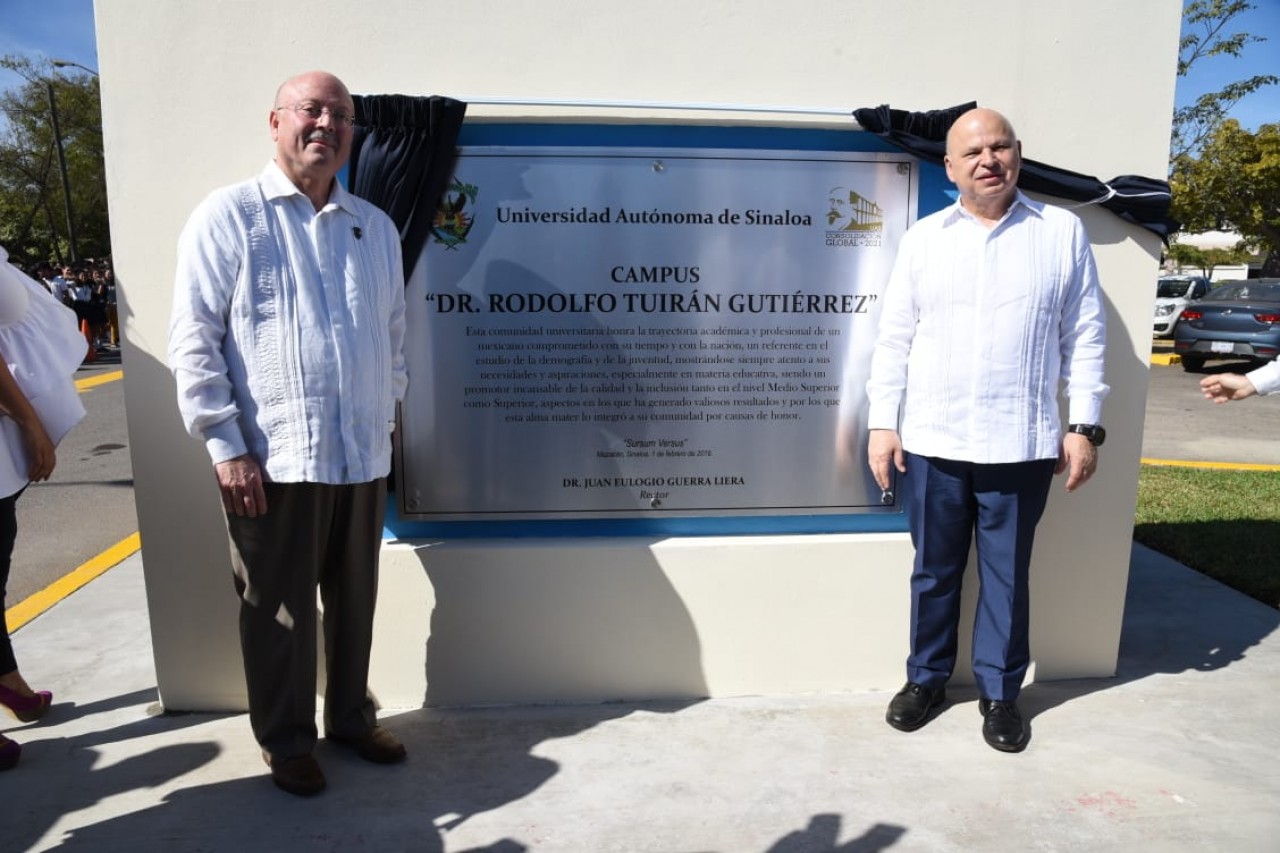 Universidad Autónoma de Sinaloa
CONSOLIDACIÓN
GLOBAL • 2021
CAMPUS
“DR. RODOLFO TUIRÁN GUTIÉRREZ”
Esta comunidad universitaria honra la trayectoria académica y profesional de un
mexicano comprometido con su tiempo y con la nación, un referente en el
estudio de la demografía y de la juventud, mostrándose siempre atento a sus
necesidades y aspiraciones, especialmente en materia educativa, siendo un
promotor incansable de la calidad y la inclusión tanto en el nivel Medio Superior
como Superior, aspectos en los que ha generado valiosos resultados y por los que
esta alma mater lo integró a su comunidad por causas de honor.
“Sursum Versus”
Mazatlán, Sinaloa. 1 de febrero de 2018.
DR. JUAN EULOGIO GUERRA LIERA
Rector